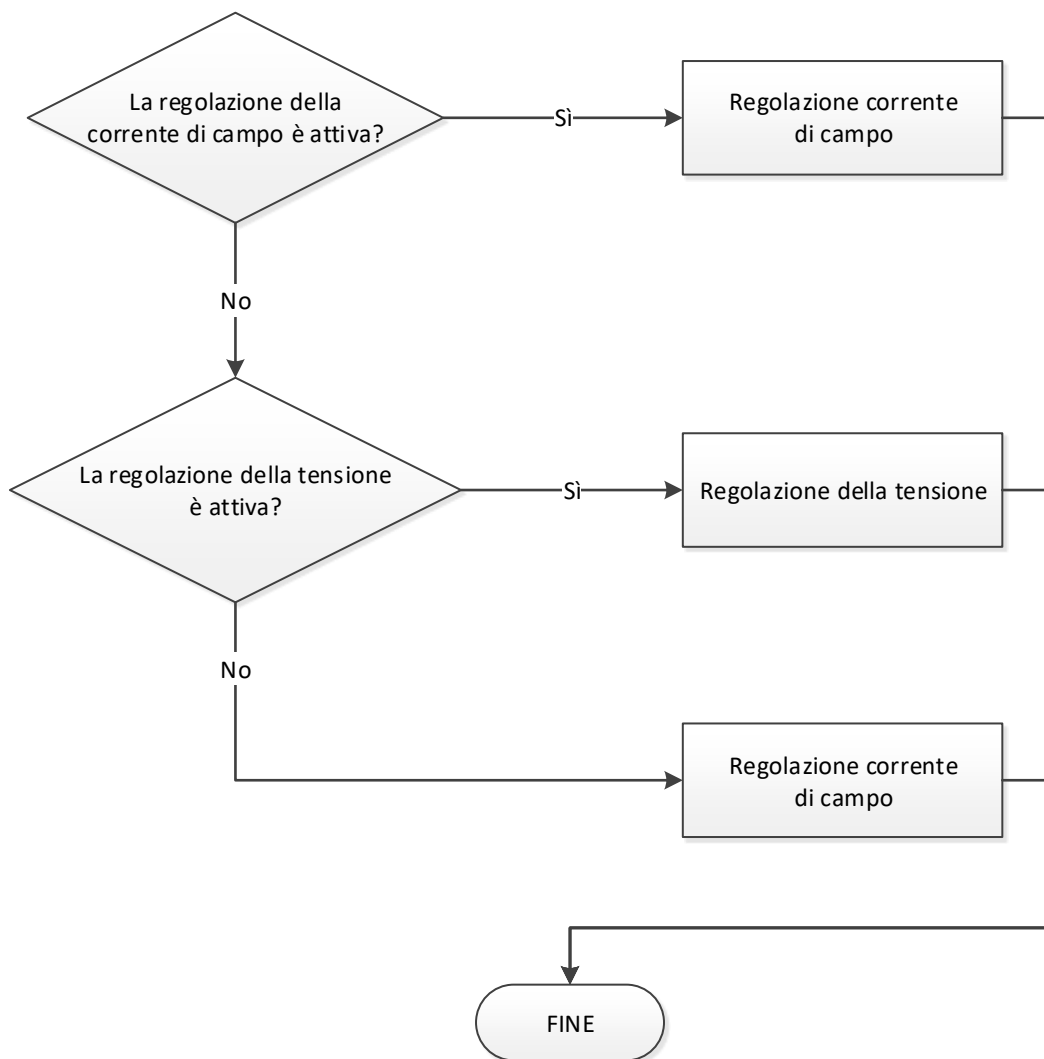 La regolazione della
corrente di campo è attiva?
Sì
Regolazione corrente
di campo
No
La regolazione della tensione
è attiva?
Sì
Regolazione della tensione
No
Regolazione corrente
di campo
FINE